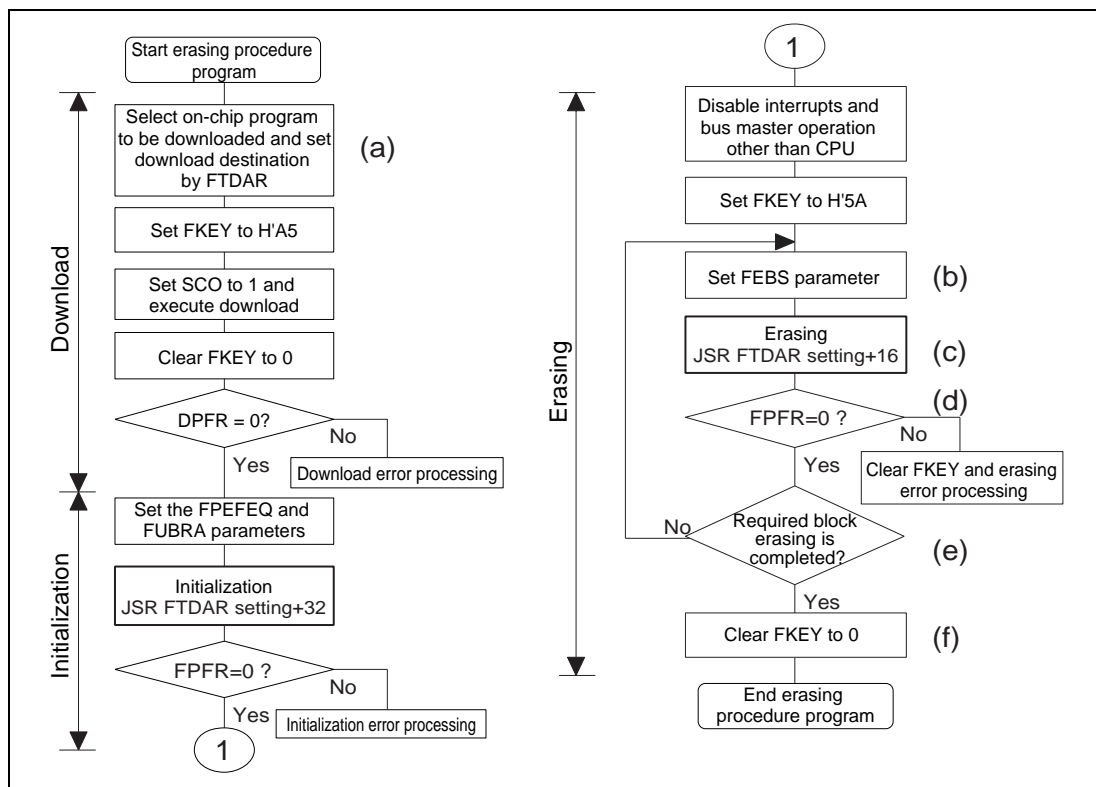 Start erasing procedure
program
Select on-chip program
to be downloaded and set
download destination
by FTDAR
(a)
Set FKEY to H'A5
Set SCO to 1 and
execute download
Clear FKEY to 0
DPFR = 0?
No
Yes
Download error processing
Download
Set the FPEFEQ and
FUBRA parameters
Initialization
JSR FTDAR setting+32
FPFR=0 ?
No
Yes
Initialization error processing
Initialization
1
1
Disable interrupts and
bus master operation
other than CPU
Set FKEY to H'5A
Set FEBS parameter
(b)
Erasing
JSR FTDAR setting+16
(c)
(d)
FPFR=0 ?
No
Yes
Clear FKEY and erasing
error processing
Erasing
No
Required block
erasing is
completed?
(e)
Yes
Clear FKEY to 0
(f)
End erasing
procedure program